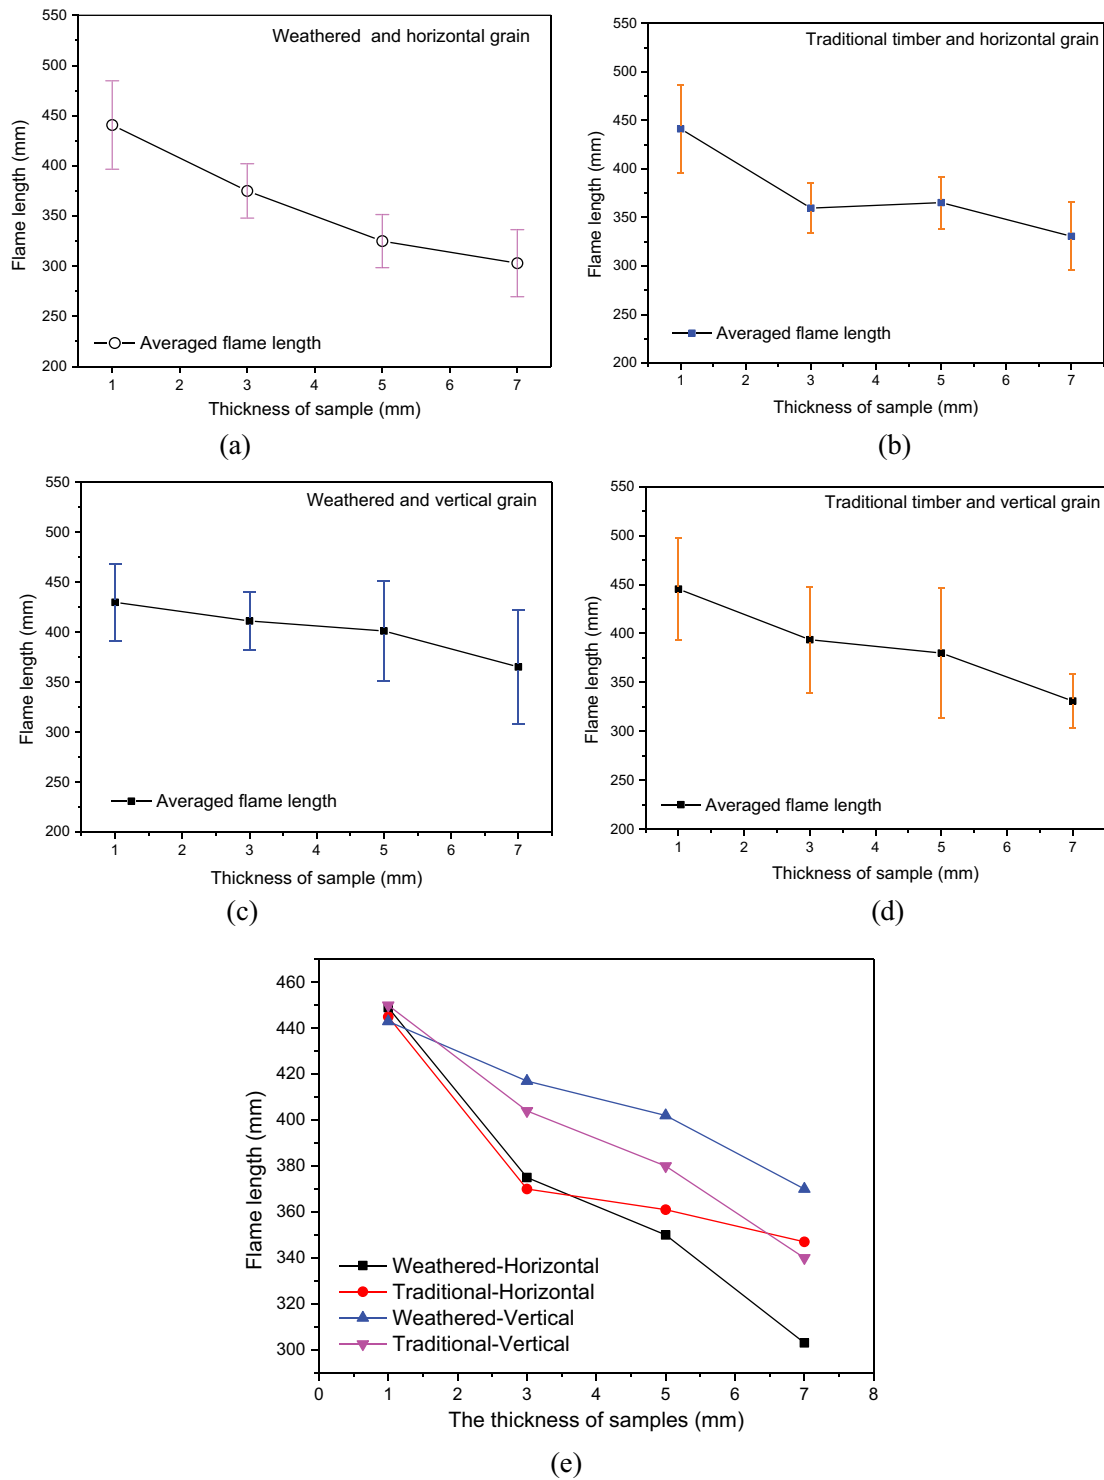 Weathered  and horizontal grain
550
500
450
400
350
300
250
200
Flame length (mm)
Averaged flame length
1 2 3 4 5 6 7
Thickness of sample (mm)
(a)
Traditional timber and horizontal grain
550
500
450
400
350
300
250
200
Flame length (mm)
Averaged flame length
1 2 3 4 5 6 7
Thickness of sample (mm)
(b)
Weathered and vertical grain
550
500
450
400
350
300
250
200
Flame length (mm)
Averaged flame length
1 2 3 4 5 6 7
Thickness of sample (mm)
(c)
Traditional timber and vertical grain
550
500
450
400
350
300
250
200
Flame length (mm)
Averaged flame length
1 2 3 4 5 6 7
Thickness of sample (mm)
(d)
460
440
420
400
380
360
340
320
300
Flame length (mm)
Weathered-Horizontal
Traditional-Horizontal
Weathered-Vertical
Traditional-Vertical
0 1 2 3 4 5 6 7 8
The thickness of samples (mm)
(e)